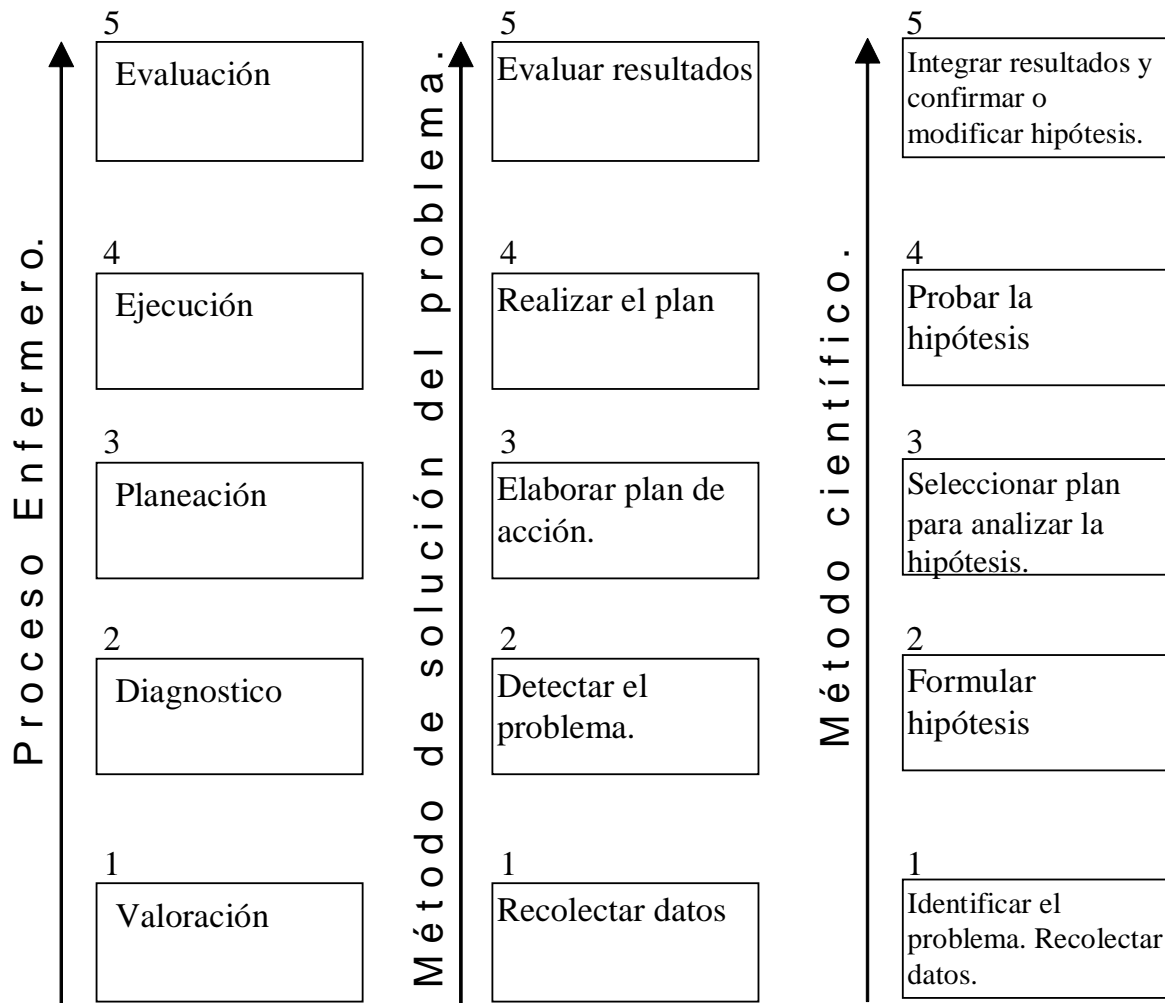 Proceso Enfermero.
5
Evaluación
4
Ejecución
3
Planeación
2
Diagnostico
1
Valoración
Método de solución del problema.
5
Evaluar resultados
4
Realizar el plan
3
Elaborar plan de
acción.
2
Detectar el
problema.
1
Recolectar datos
Método científico.
5
Integrar resultados y
confirmar o
modificar hipótesis.
4
Probar la
hipótesis
3
Seleccionar plan
para analizar la
hipótesis.
2
Formular
hipótesis
1
Identificar el
problema. Recolectar
datos.